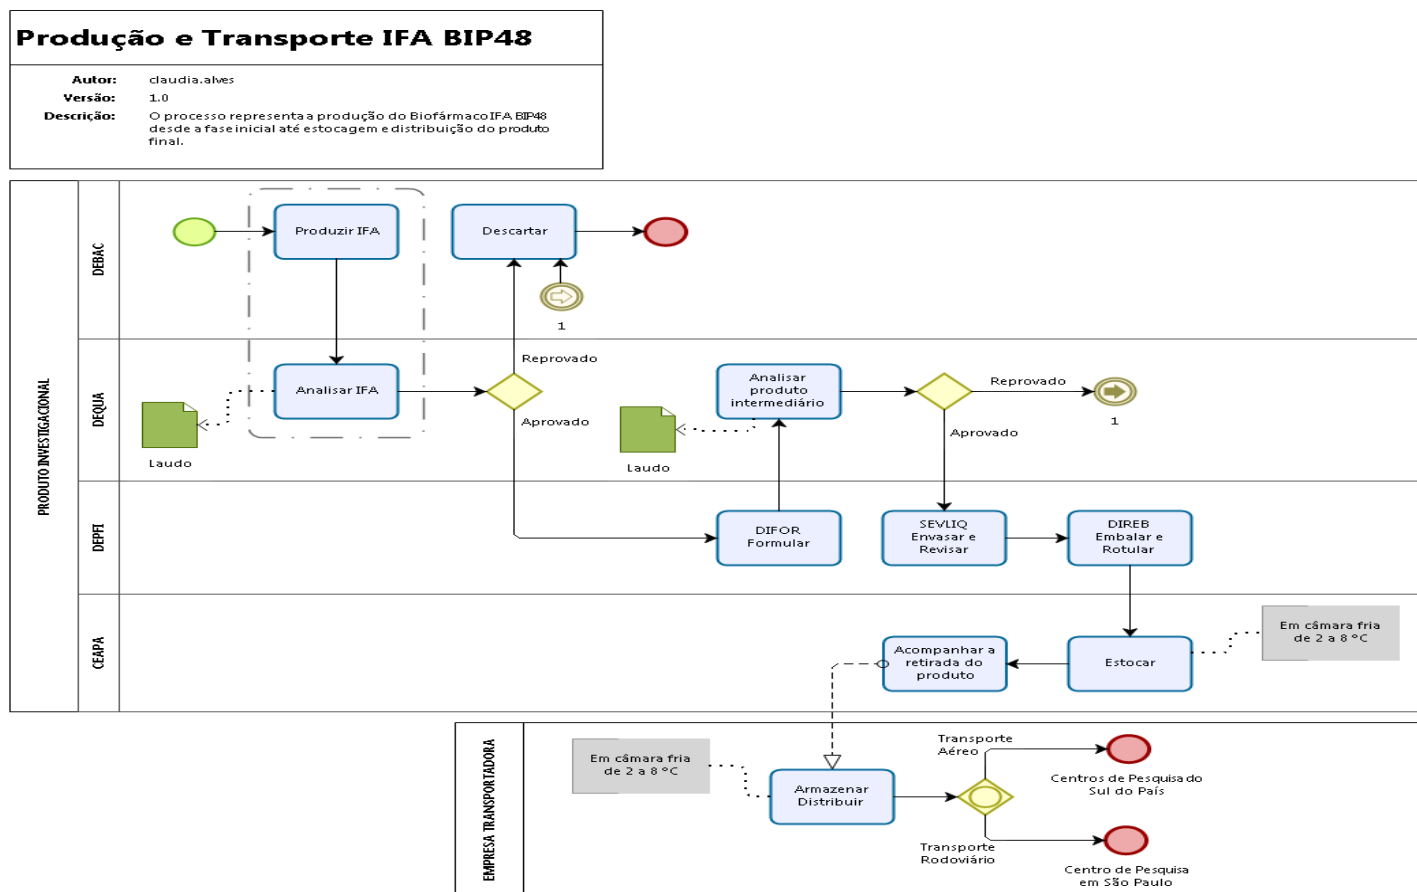 Produção e Transporte IFA BIP48
Autor: claudia.alves
Versão: 1.0
Descrição: O processo representa a produção do Biofármaco IFA BIP48
desde a fase inicial até estocagem e distribuição do produto
final.
PRODUTO INVESTIGACIONAL
DEBAC
Produzir IFA
Descartar
1
DEQUA
Reprovado
Analisar IFA
Aprovado
Laudo
Analisar
produto
intermediário
Laudo
Reprovado
1
Aprovado
DEPFI
DIFOR
Formular
SEVLIQ
Envasar e
Revisar
DIREB
Embalar e
Rotular
CEAPA
Acompanhar a
retirada do
produto
Estocar
Em câmara fria
de 2 a 8 ºC
EMPRESA TRANSPORTADORA
Em câmara fria
de 2 a 8 ºC
Armazenar
Distribuir
Transporte
Aéreo
Centros de Pesquisa do
Sul do País
Transporte
Rodoviário
Centro de Pesquisa
em São Paulo